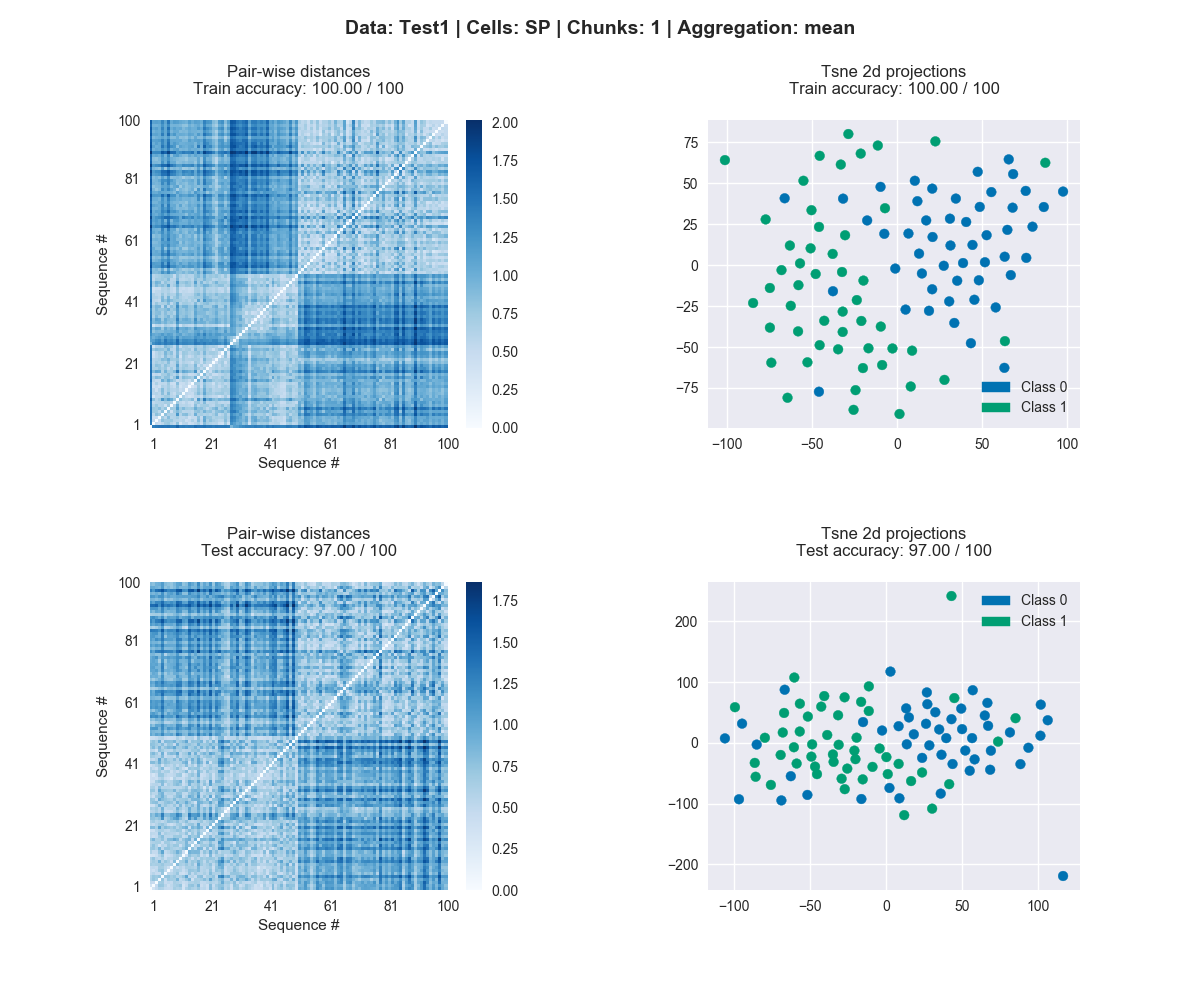 Data: Test1 | Cells: SP | Chunks: 1 | Aggregation: mean
Pair-wise distances
Train accuracy: 100.00 / 100
100
81
61
41
21
1
Sequence #
1 21 41 61 81 100
Sequence #
2.00
1.75
1.50
1.25
1.00
0.75
0.50
0.25
0.00
Tsne 2d projections
Train accuracy: 100.00 / 100
75
50
25
0
−25
−50
−75
−100 −50 0 50 100
Class 0
Class 1
Pair-wise distances
Test accuracy: 97.00 / 100
100
81
61
41
21
1
Sequence #
1 21 41 61 81 100
Sequence #
1.75
1.50
1.25
1.00
0.75
0.50
0.25
0.00
Tsne 2d projections
Test accuracy: 97.00 / 100
Class 0
Class 1
200
100
0
−100
−200
−100 −50 0 50 100